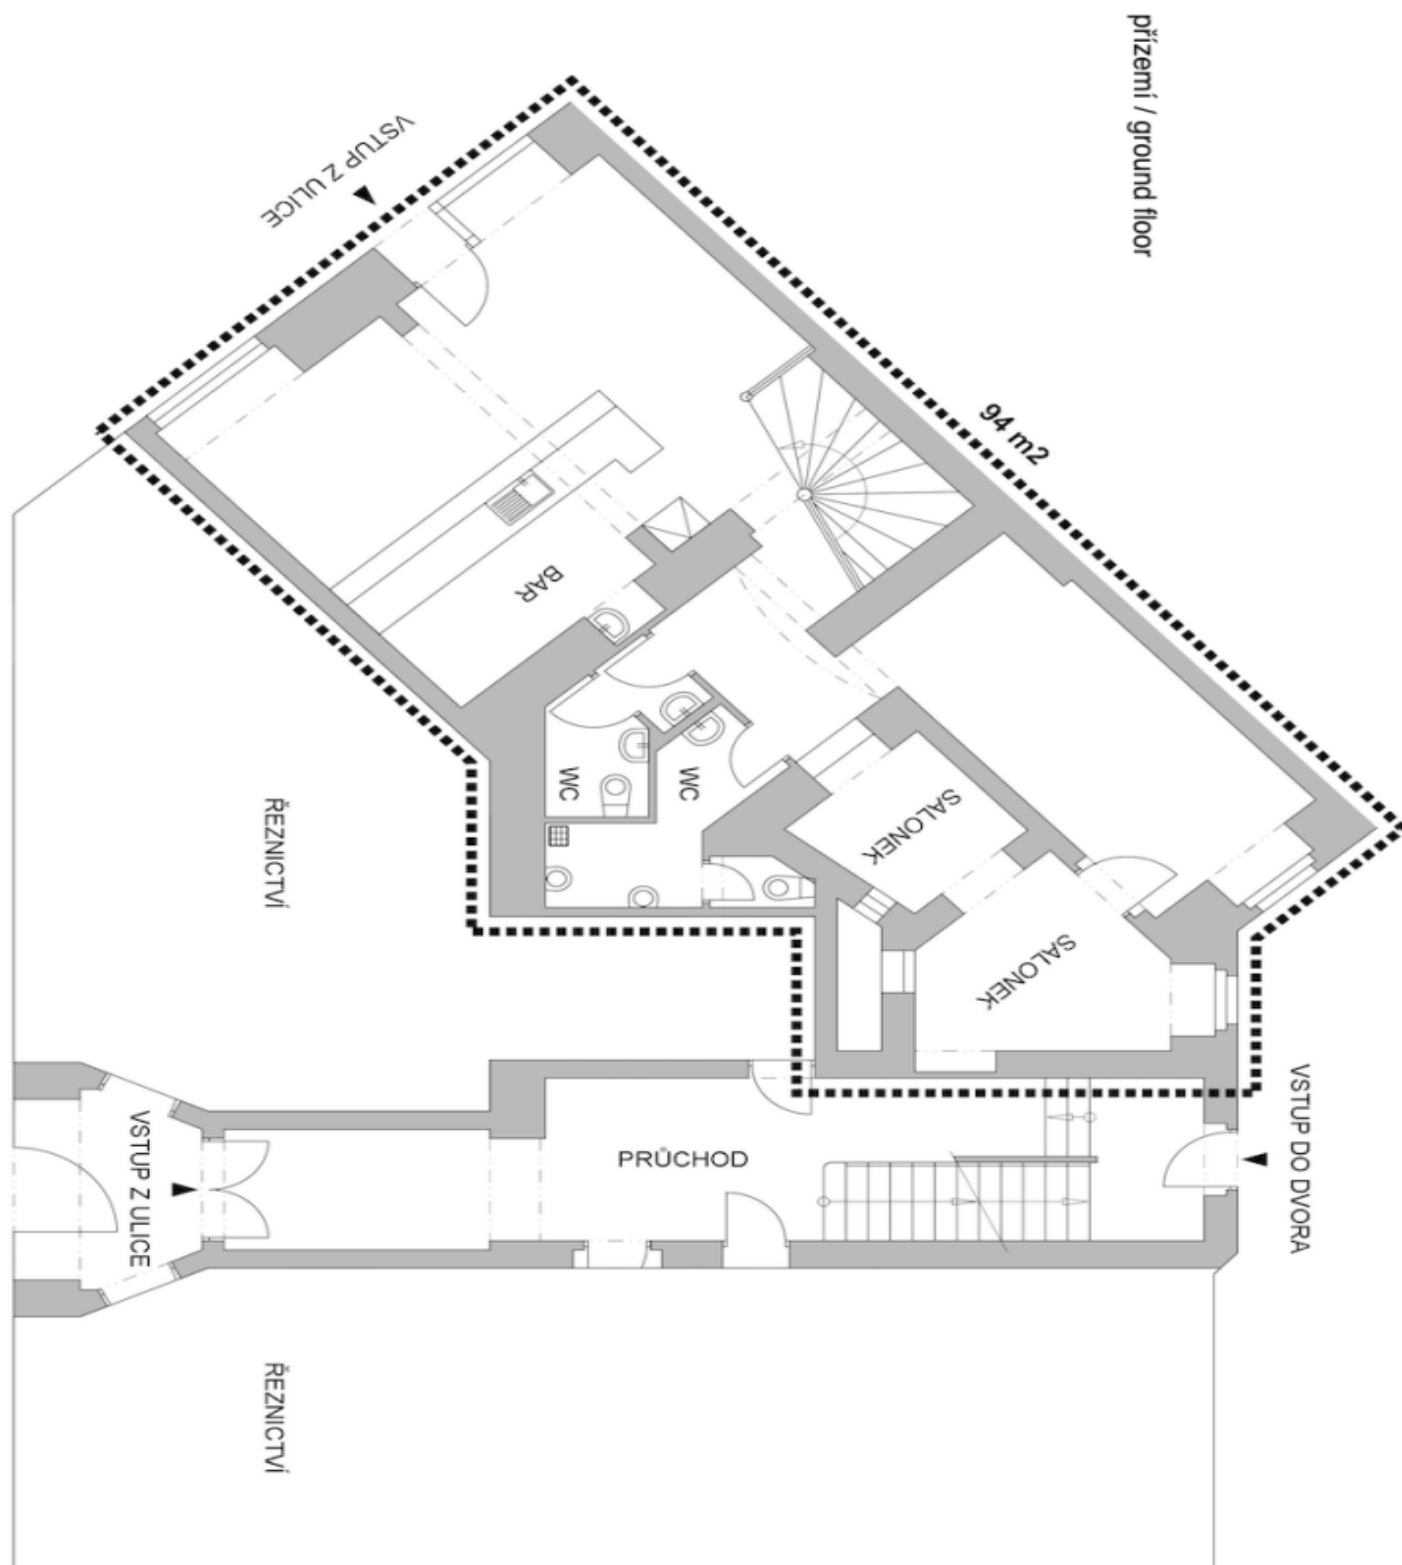 přízemí / ground floor
VSTUP Z ULICE
94 m2
BAR
WC
WC
SALONEK
SALONEK
ŘEZNICTVÍ
VSTUP DO DVORA
VSTUP Z ULICE
PRŮCHOD
ŘEZNICTVÍ